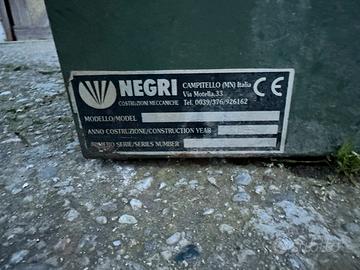 NEGRI
COSTRUZIONI MECCANICHE
CAMPITELLO (MN) Italia
Via Motella, 33
Tel. 0039/376/926162
CE
MODELLO/MODEL
ANNO COSTRUZIONE/CONSTRUCTION YEAR
NUMERO SERIE/SERIES NUMBER
subito